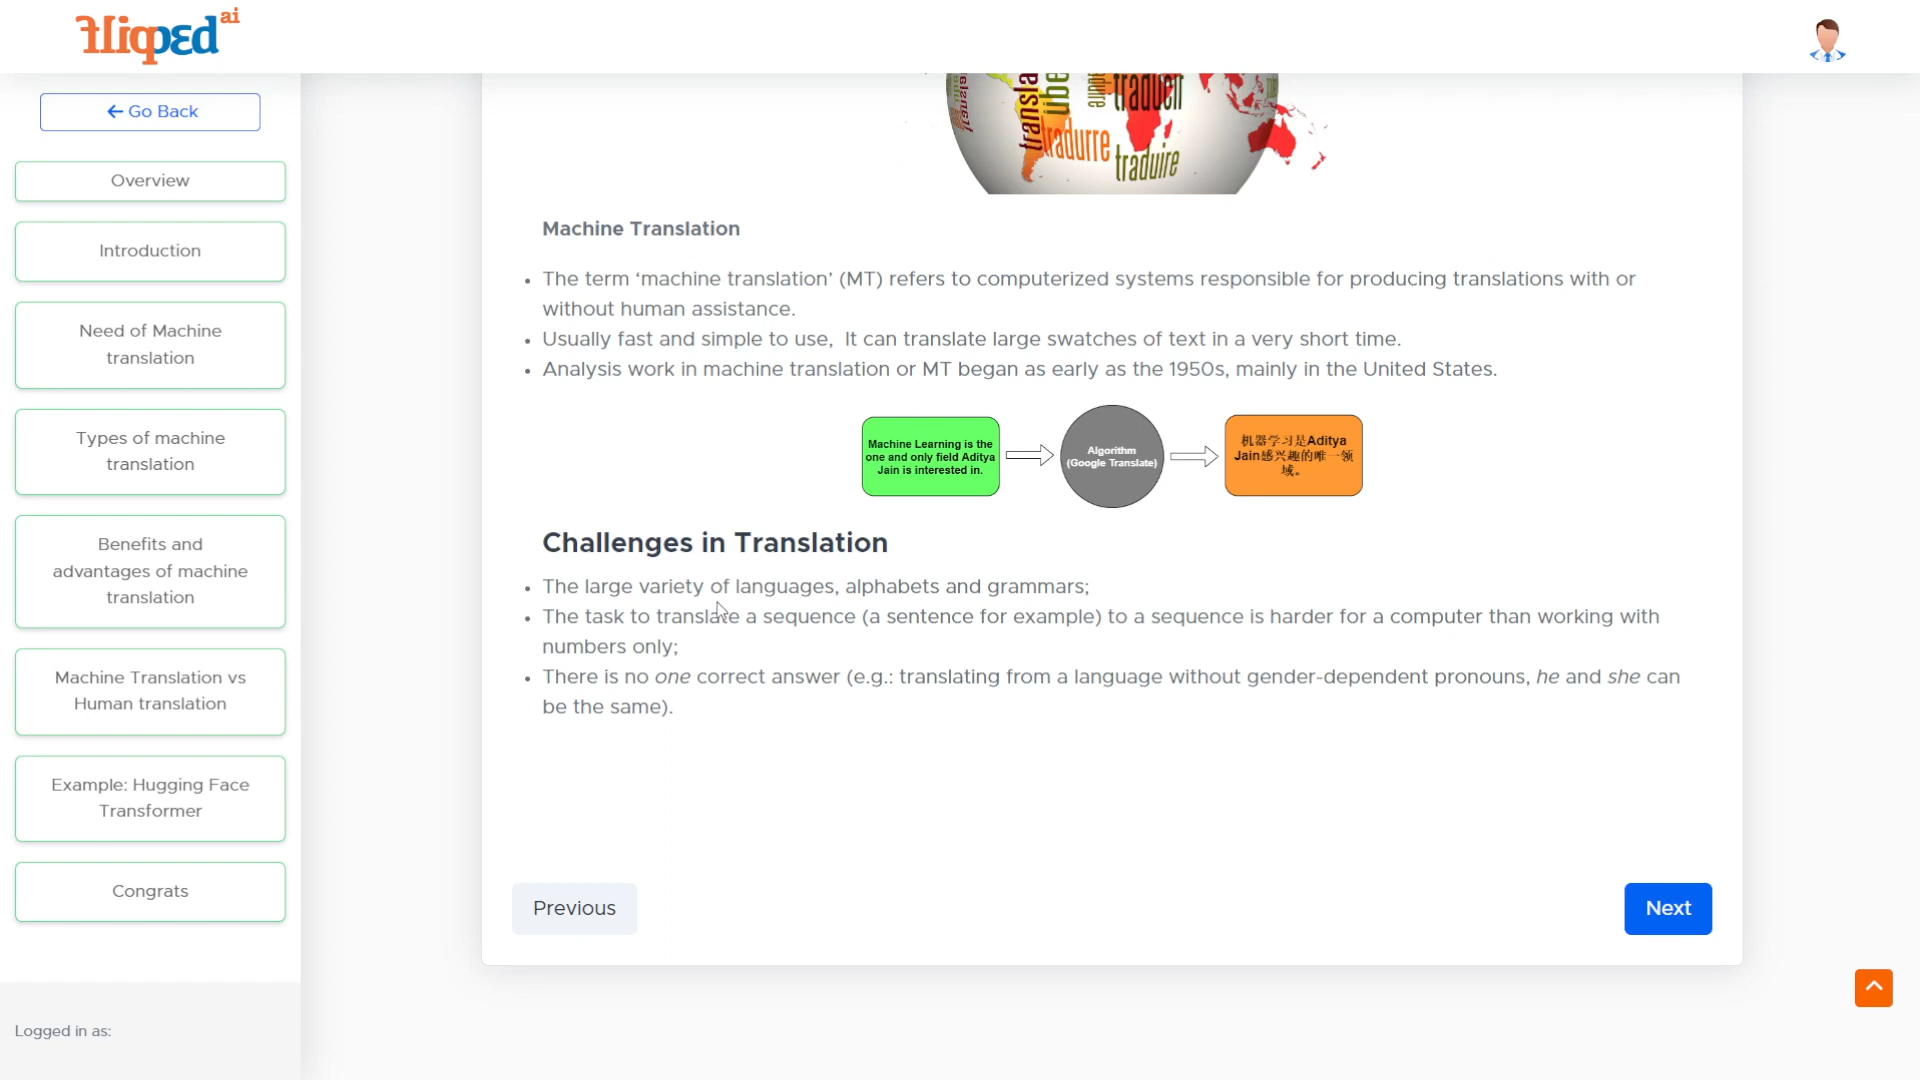 ai
Go Back
Overview
Introduction
Need of Machine
translation
Types of machine
translation
Benefits and
advantages of machine
translation
Machine Translation vs
Human translation
Example: Hugging Face
Transformer
Congrats
Logged in as:
tradurre
traduire
Machine Translation
• The term ‘machine translation’ (MT) refers to computerized systems responsible for producing translations with or
without human assistance.
• Usually fast and simple to use,  It can translate large swatches of text in a very short time.
• Analysis work in machine translation or MT began as early as the 1950s, mainly in the United States.
Machine Learning is the
one and only field Aditya
Jain is interested in.
Algorithm
(Google Translate)
机器学习是Aditya
Jain感兴趣的唯一领
域。
Challenges in Translation
• The large variety of languages, alphabets and grammars;
• The task to translate a sequence (a sentence for example) to a sequence is harder for a computer than working with
numbers only;
• There is no one correct answer (e.g.: translating from a language without gender-dependent pronouns, he and she can
be the same).
Previous
Next